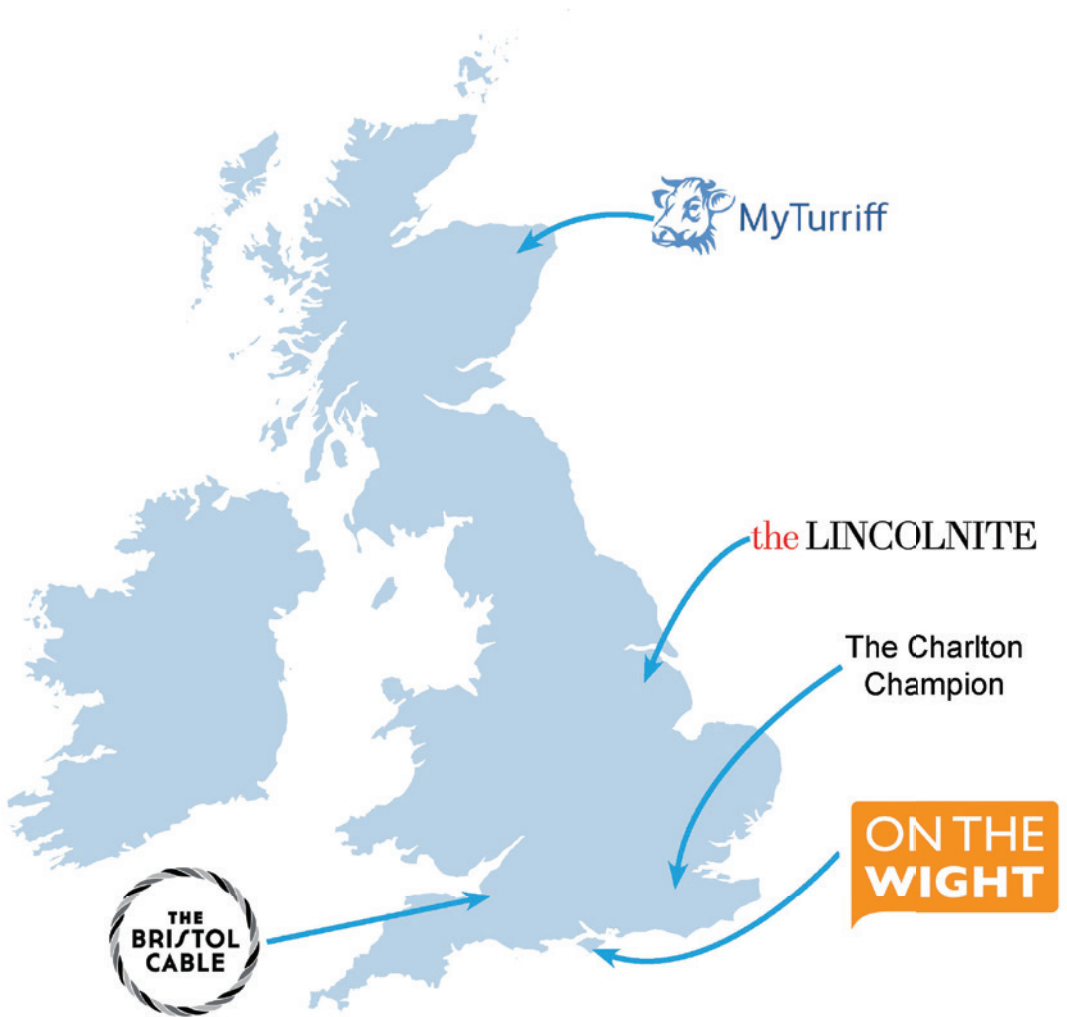 MyTurriff
the LINCOLNITE
The Charlton
Champion
ON THE
WIGHT
THE
BRISTOL
CABLE